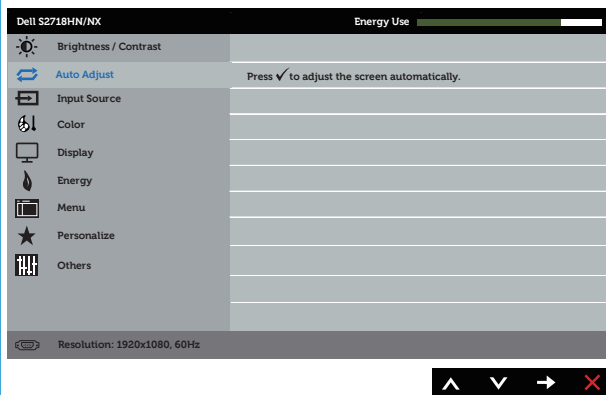 Dell S2718HN/NX Energy Use
Brightness / Contrast
Auto Adjust Press ✓ to adjust the screen automatically.
Input Source
Color
Display
Energy
Menu
Personalize
Others
Resolution: 1920x1080, 60Hz